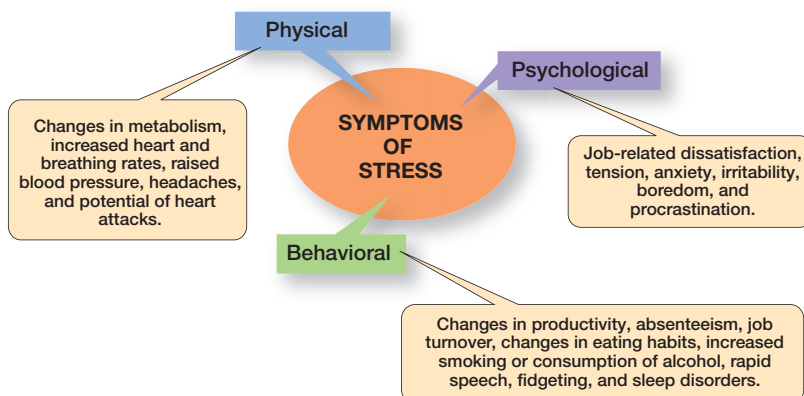 Physical
Psychological
SYMPTOMS
OF
STRESS
Changes in metabolism,
increased heart and
breathing rates, raised
blood pressure, headaches,
and potential of heart
attacks.
Job-related dissatisfaction,
tension, anxiety, irritability,
boredom, and
procrastination.
Behavioral
Changes in productivity, absenteeism, job
turnover, changes in eating habits, increased
smoking or consumption of alcohol, rapid
speech, fidgeting, and sleep disorders.